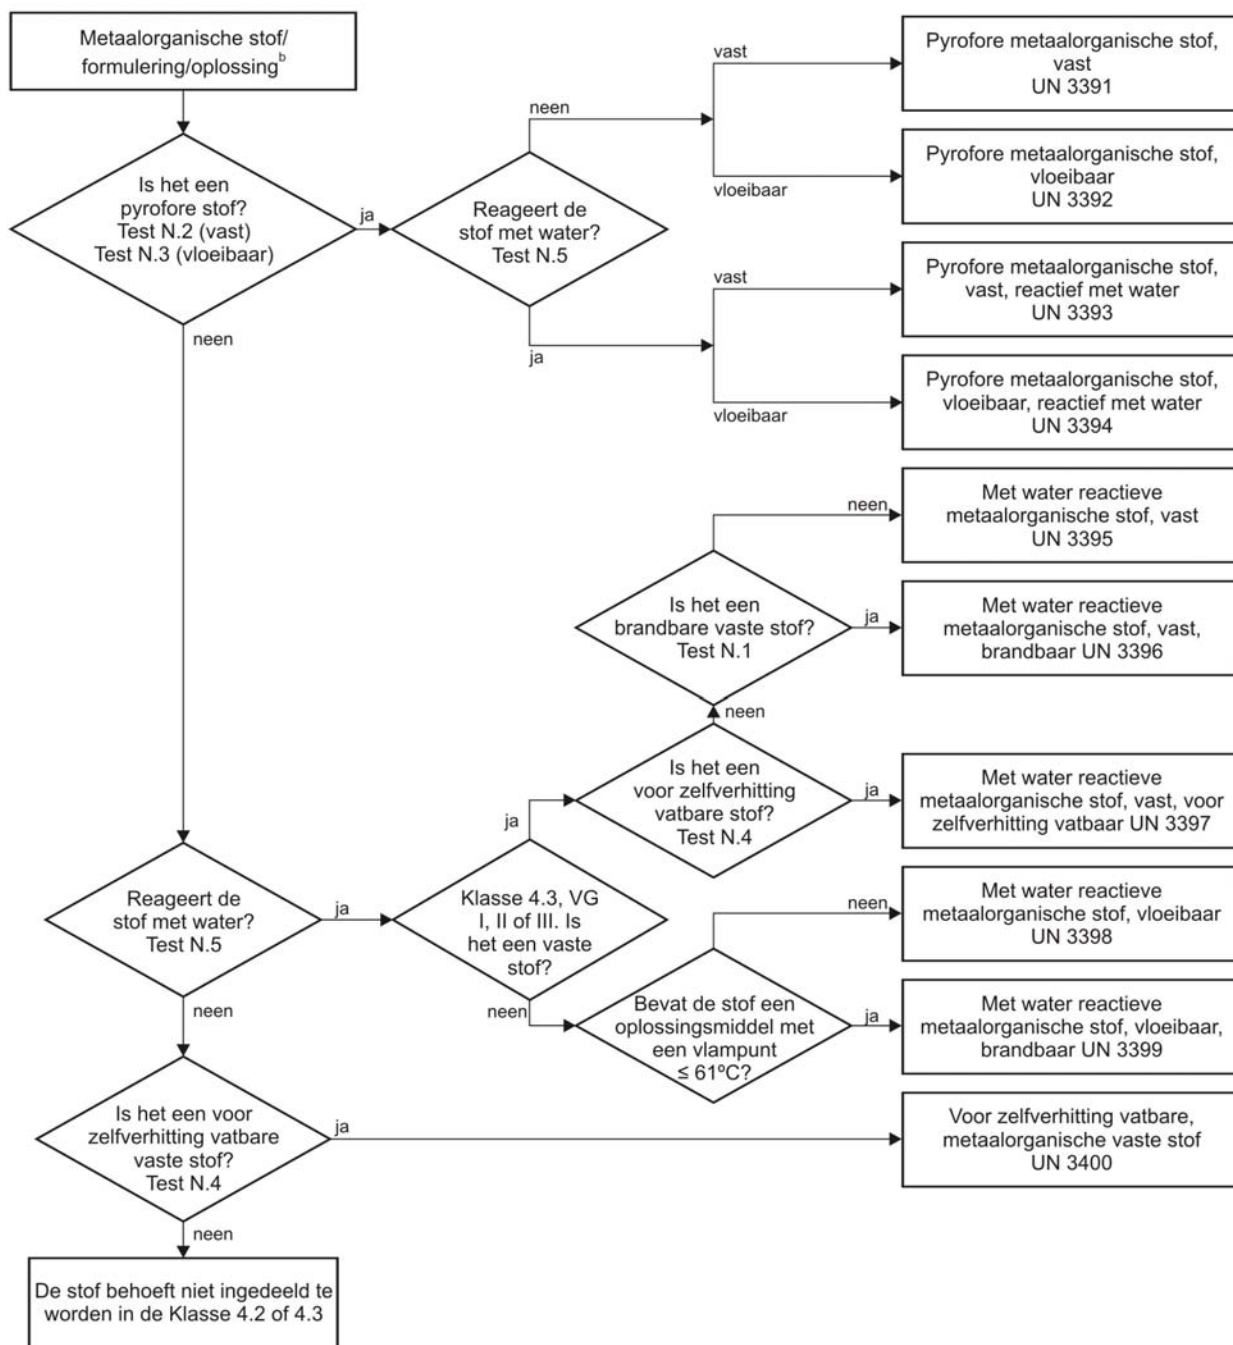 Metaalorganische stof/
formulering/oplossingᵇ
Is het een
pyrofore stof?
Test N.2 (vast)
Test N.3 (vloeibaar)
ja
neen
Reageert de
stof met water?
Test N.5
neen
ja
vast
vloeibaar
Pyrofore metaalorganische stof,
vast
UN 3391
Pyrofore metaalorganische stof,
vloeibaar
UN 3392
vast
vloeibaar
Pyrofore metaalorganische stof,
vast, reactief met water
UN 3393
Pyrofore metaalorganische stof,
vloeibaar, reactief met water
UN 3394
neen
Met water reactieve
metaalorganische stof, vast
UN 3395
Is het een
brandbare vaste stof?
Test N.1
ja
Met water reactieve
metaalorganische stof, vast,
brandbaar UN 3396
neen
Is het een
voor zelfverhitting
vatbare stof?
Test N.4
ja
Met water reactieve
metaalorganische stof, vast, voor
zelfverhitting vatbaar UN 3397
Reageert de
stof met water?
Test N.5
ja
neen
Klasse 4.3, VG
I, II of III. Is
het een vaste
stof?
ja
neen
neen
Met water reactieve
metaalorganische stof, vloeibaar
UN 3398
Bevat de stof een
oplossingsmiddel met
een vlampunt
≤ 61ºC?
ja
Met water reactieve
metaalorganische stof, vloeibaar,
brandbaar UN 3399
Is het een voor
zelfverhitting vatbare
vaste stof?
Test N.4
ja
Voor zelfverhitting vatbare,
metaalorganische vaste stof
UN 3400
neen
De stof behoeft niet ingedeeld te
worden in de Klasse 4.2 of 4.3